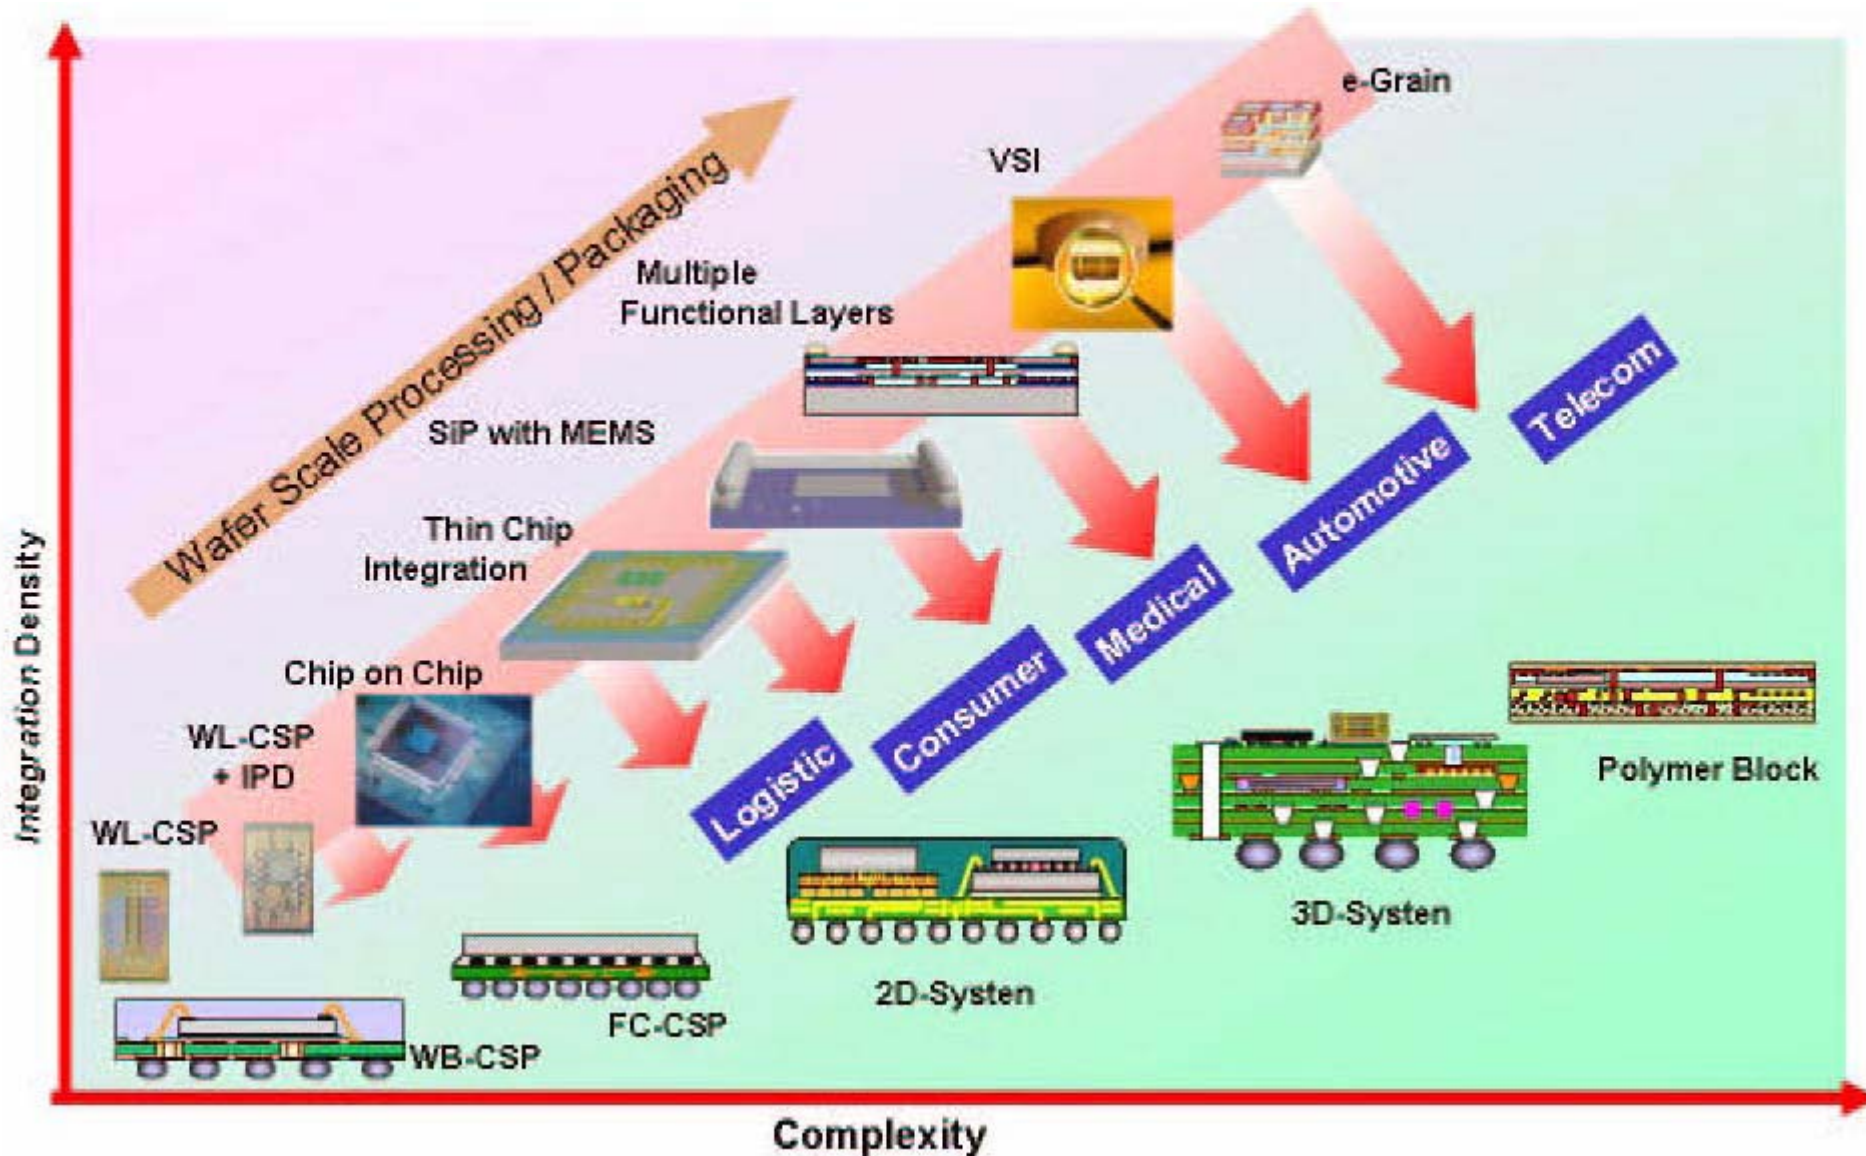 e-Grain
VSI
Wafer Scale Processing / Packaging
Multiple
Functional Layers
SiP with MEMS
Thin Chip
Integration
Chip on Chip
WL-CSP
+ IPD
WL-CSP
Telecom
Automotive
Medical
Consumer
Logistic
Polymer Block
3D-Systen
2D-Systen
FC-CSP
WB-CSP
Integration Density
Complexity